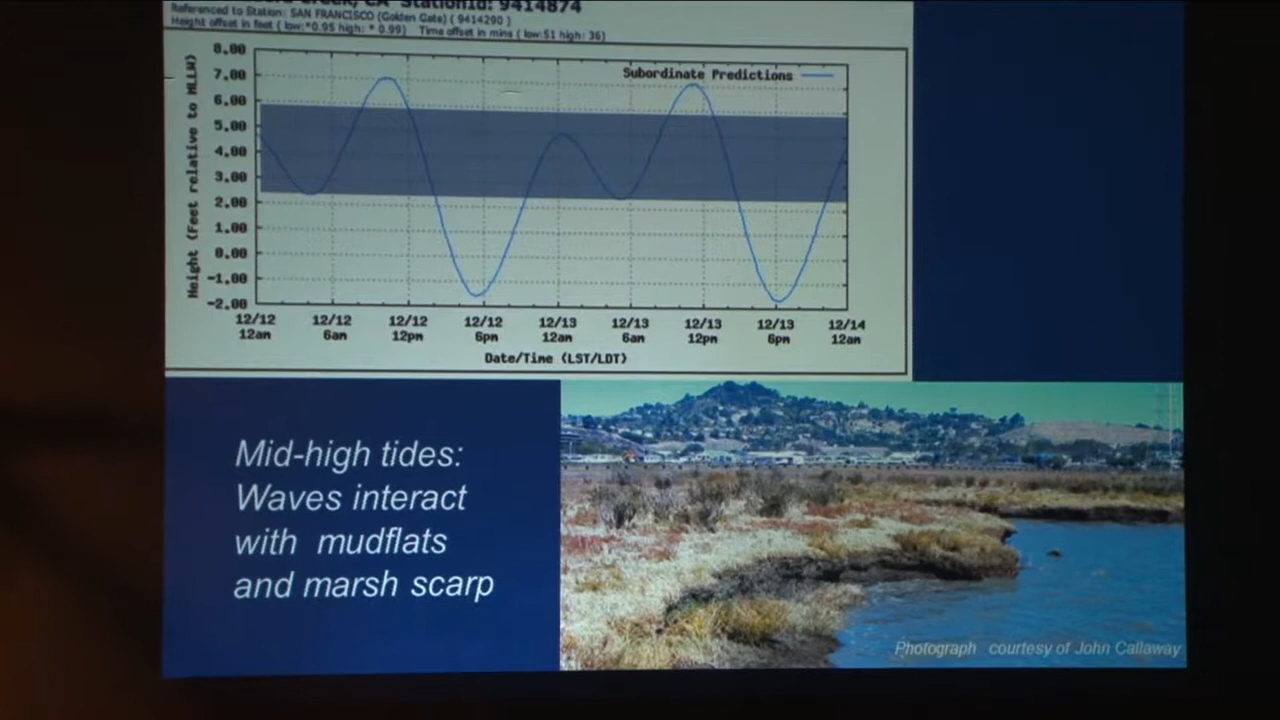 Creek, CA StationId: 9414874
Referenced to Station: SAN FRANCISCO (Golden Gate) ( 9414290 )
Height offset in feet ( low:*0.95 high: * 0.99) Time offset in mins ( low:51 high: 36)
Height (Feet relative to MLLW)
8.00
7.00
6.00
5.00
4.00
3.00
2.00
1.00
0.00
-1.00
-2.00
Subordinate Predictions
12/12 12/12 12/12 12/12 12/13 12/13 12/13 12/13 12/14
12am 6am 12pm 6pm 12am 6am 12pm 6pm 12am
Date/Time (LST/LDT)
Mid-high tides:
Waves interact
with mudflats
and marsh scarp
Photograph courtesy of John Callaway